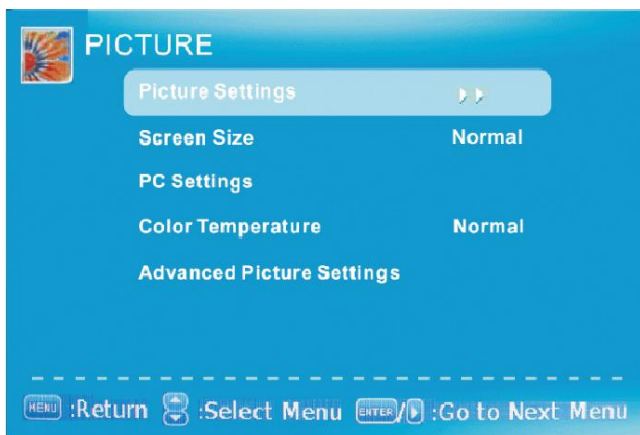 PICTURE
Picture Settings
Screen Size Normal
PC Settings
Color Temperature Normal
Advanced Picture Settings
MENU :Return :Select Menu ENTER/ :Go to Next Menu